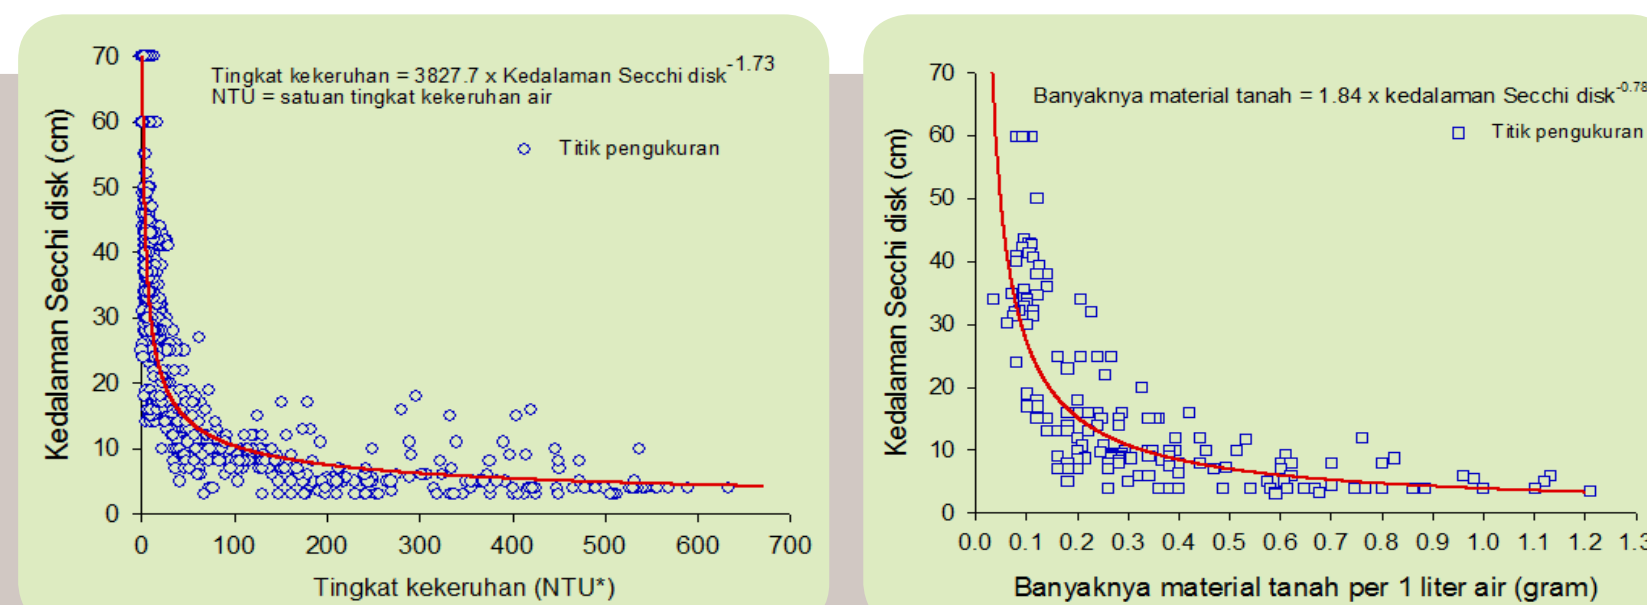 Tingkat kekeruhan = 3827.7 x Kedalaman Secchi disk^-1.73
NTU = satuan tingkat kekeruhan air
Titik pengukuran
Kedalaman Secchi disk (cm)
70
60
50
40
30
20
10
0
0 100 200 300 400 500 600 700
Tingkat kekeruhan (NTU*)
Banyaknya material tanah = 1.84 x kedalaman Secchi disk^-0.78
Titik pengukuran
Kedalaman Secchi disk (cm)
70
60
50
40
30
20
10
0
0.0 0.1 0.2 0.3 0.4 0.5 0.6 0.7 0.8 0.9 1.0 1.1 1.2 1.3
Banyaknya material tanah per 1 liter air (gram)